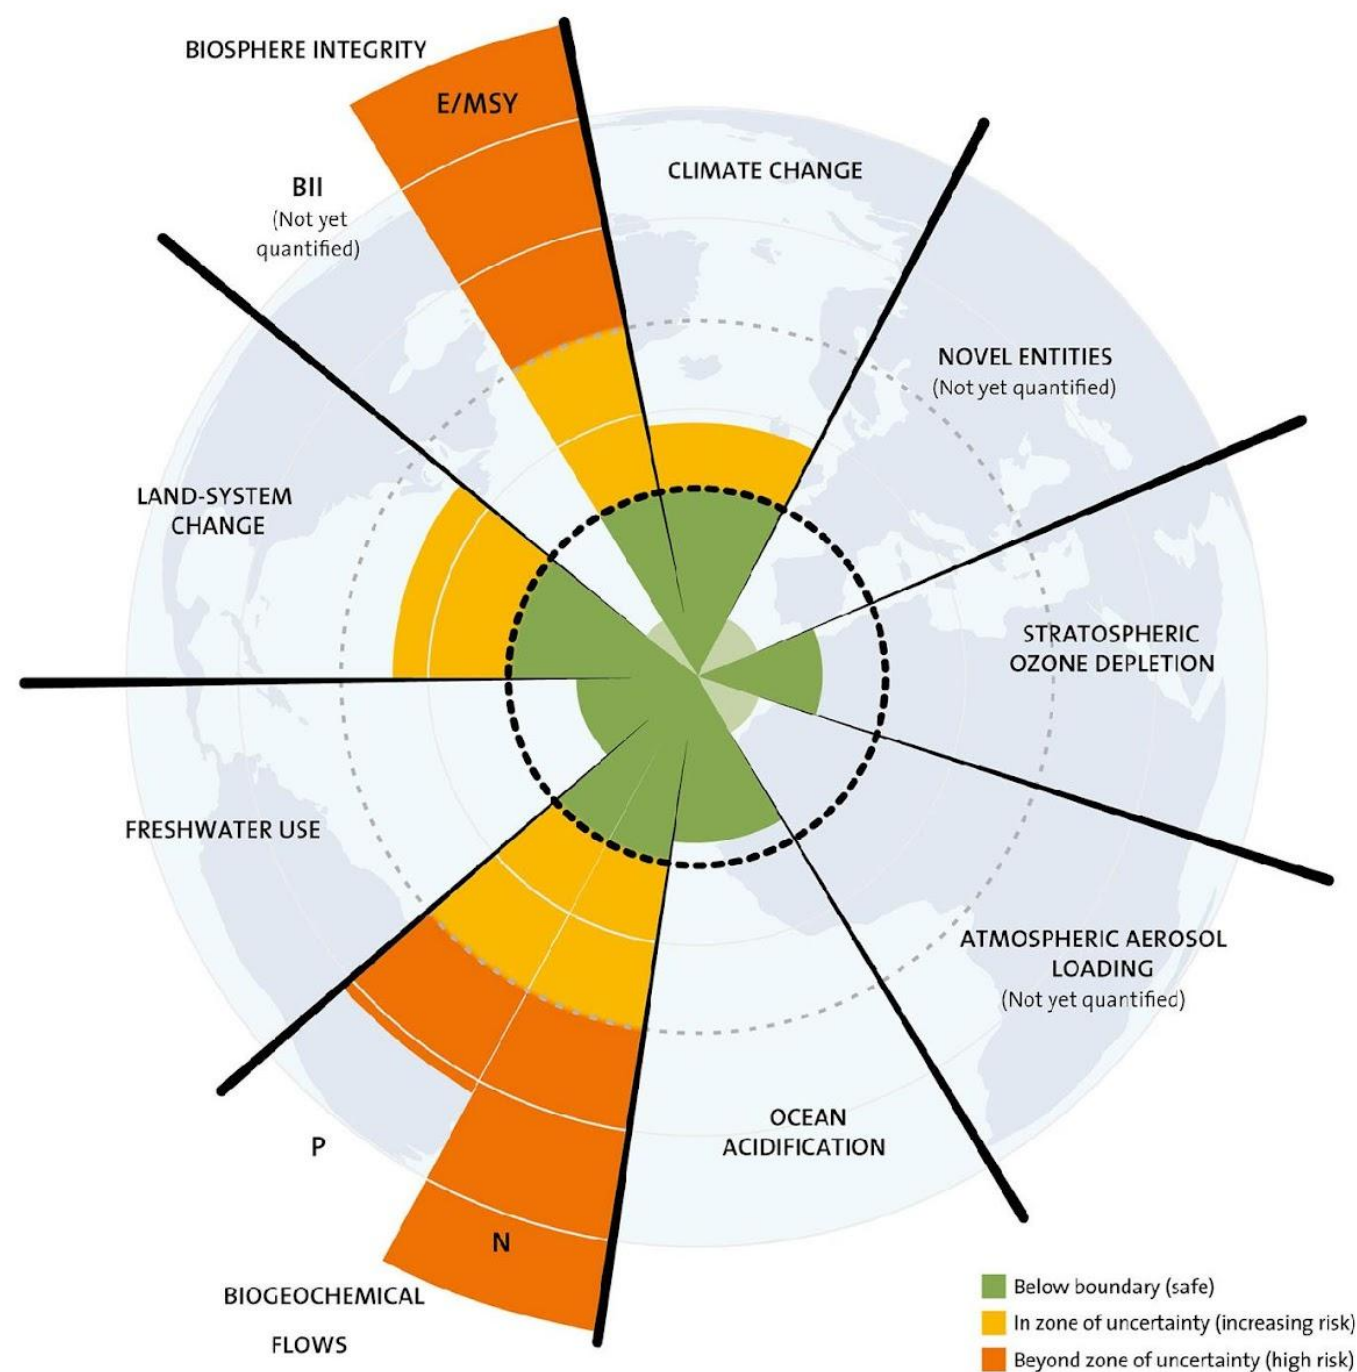 BIOSPHERE INTEGRITY
E/MSY
BII
(Not yet
quantified)
CLIMATE CHANGE
NOVEL ENTITIES
(Not yet quantified)
LAND-SYSTEM
CHANGE
STRATOSPHERIC
OZONE DEPLETION
FRESHWATER USE
ATMOSPHERIC AEROSOL
LOADING
(Not yet quantified)
OCEAN
ACIDIFICATION
P
N
BIOGEOCHEMICAL
FLOWS
Below boundary (safe)
In zone of uncertainty (increasing risk)
Beyond zone of uncertainty (high risk)